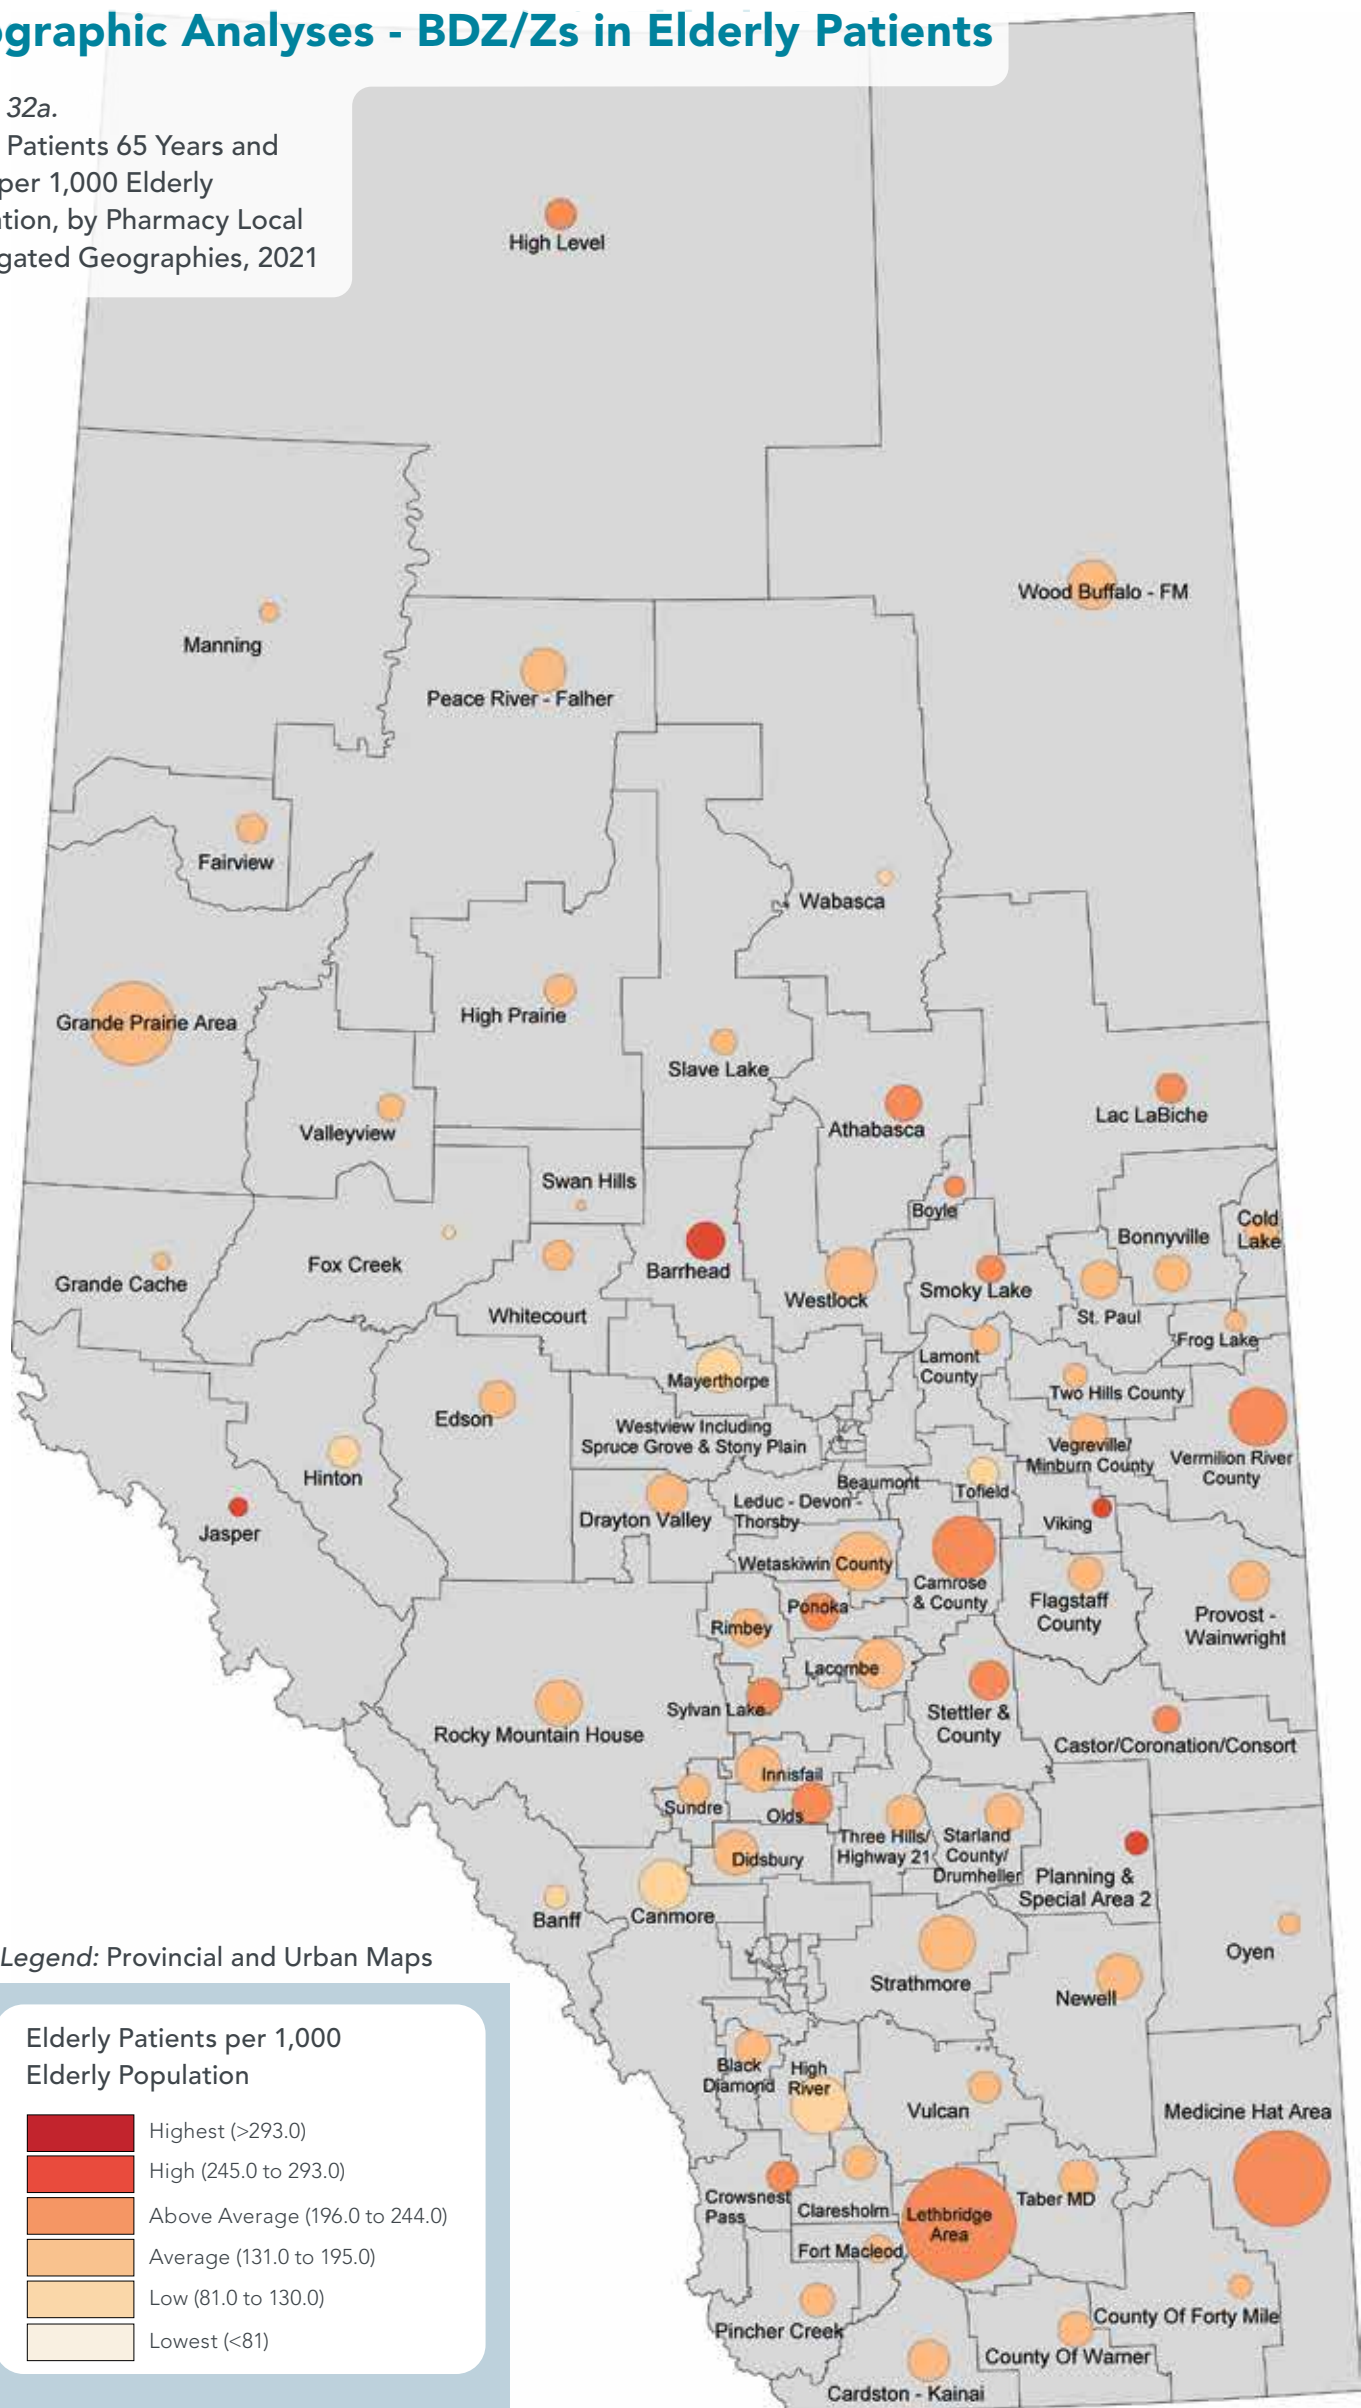 ographic Analyses - BDZ/Zs in Elderly Patients
32a.
Patients 65 Years and
per 1,000 Elderly
ation, by Pharmacy Local
gated Geographies, 2021
High Level
Wood Buffalo - FM
Manning
Peace River - Falher
Fairview
Wabasca
Grande Prairie Area
High Prairie
Slave Lake
Lac LaBiche
Athabasca
Valleyview
Swan Hills
Boyle
Cold
Lake
Bonnyville
Fox Creek
Barrhead
Grande Cache
Smoky Lake
Westlock
Whitecourt
St. Paul
Frog Lake
Lamont
County
Mayerthorpe
Two Hills County
Edson
Westview Including
Spruce Grove & Stony Plain
Vegreville/
Minburn County
Vermilion River
County
Hinton
Beaumont
Tofield
Leduc - Devon -
Thorsby
Drayton Valley
Viking
Jasper
Wetaskiwin County
Camrose
& County
Flagstaff
County
Ponoka
Provost -
Wainwright
Rimbey
Lacombe
Sylvan Lake
Stettler &
County
Rocky Mountain House
Castor/Coronation/Consort
Innisfail
Sundre
Olds
Three Hills/
Highway 21
Starland
County/
Drumheller
Didsbury
Planning &
Special Area 2
Canmore
Banff
Oyen
Strathmore
Newell
Legend: Provincial and Urban Maps
Elderly Patients per 1,000
Elderly Population
Highest (>293.0)
High (245.0 to 293.0)
Above Average (196.0 to 244.0)
Average (131.0 to 195.0)
Low (81.0 to 130.0)
Lowest (<81)
Black
Diamond
High
River
Vulcan
Medicine Hat Area
Crowsnest
Pass
Claresholm
Lethbridge
Area
Taber MD
Fort Macleod
Pincher Creek
County Of Forty Mile
County Of Warner
Cardston - Kainai